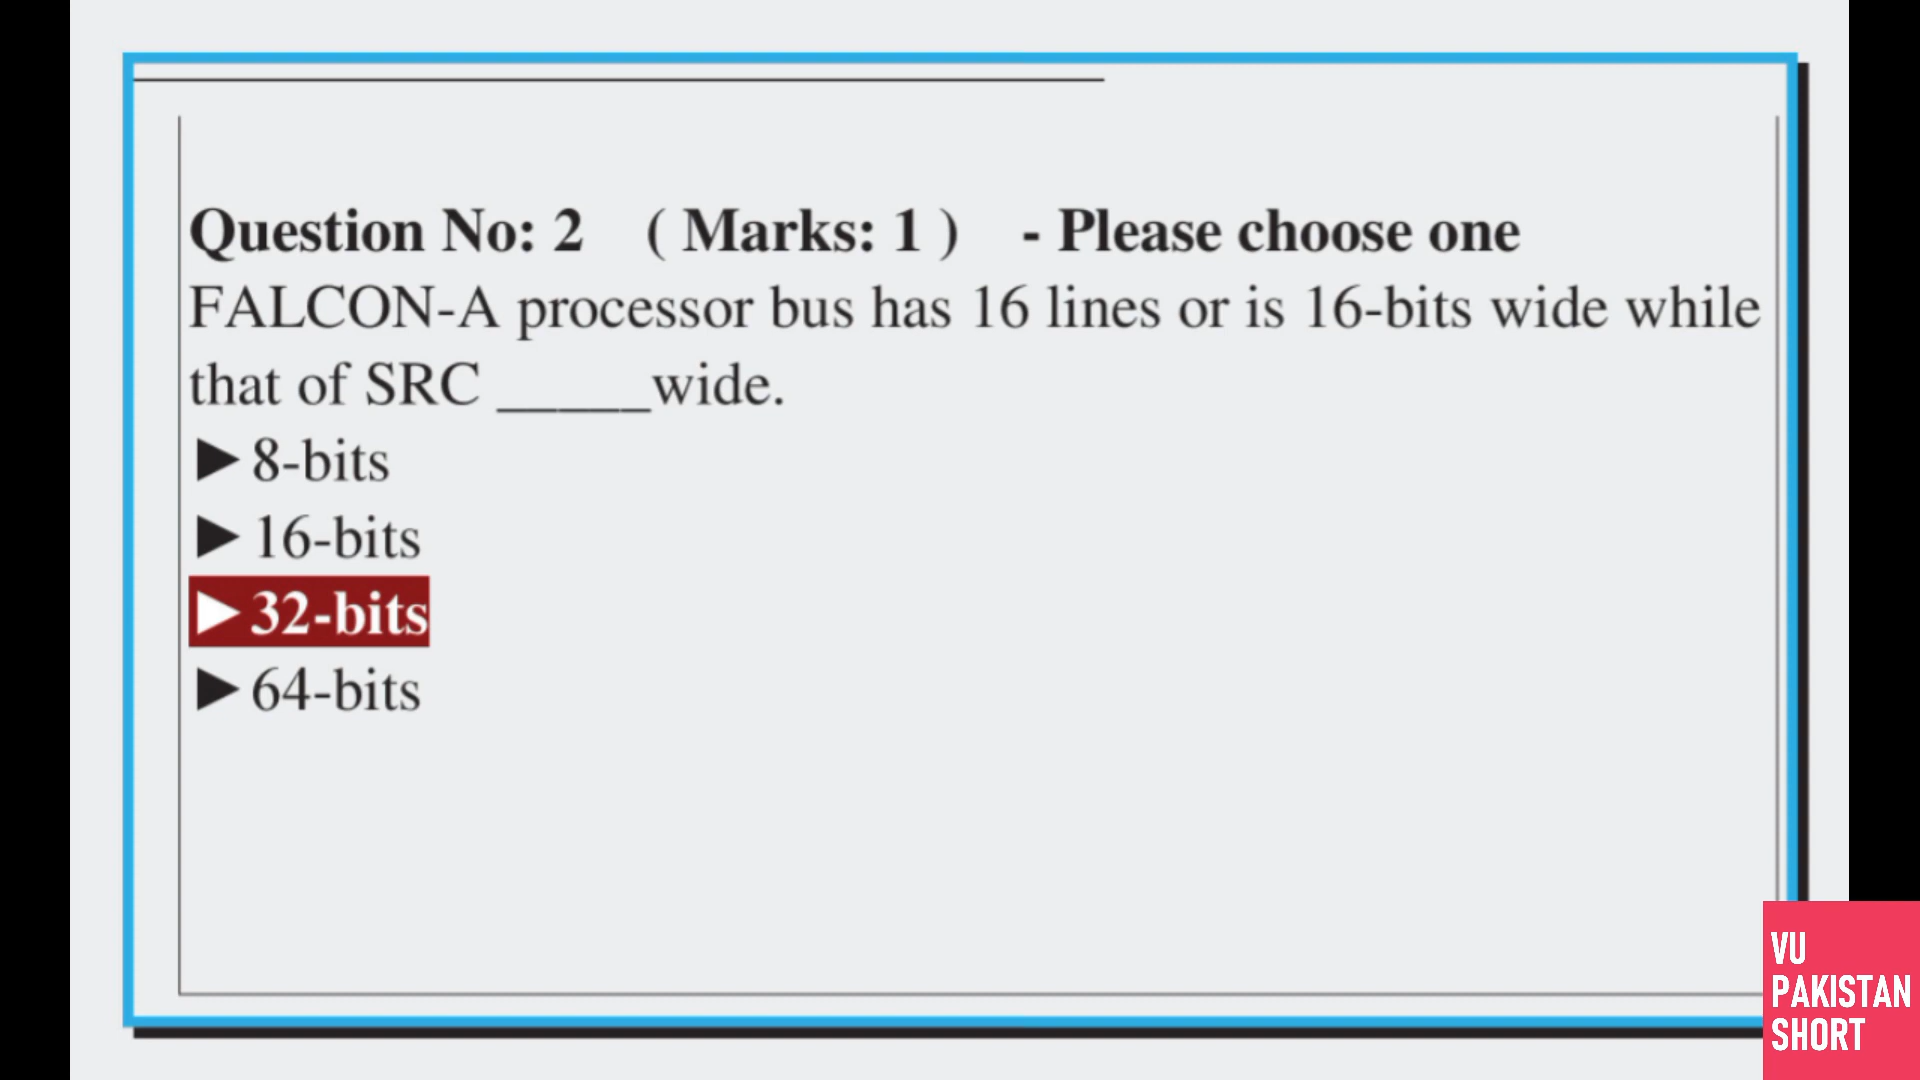 Question No: 2 ( Marks: 1 ) - Please choose one
FALCON-A processor bus has 16 lines or is 16-bits wide while
that of SRC _____wide.
►8-bits
►16-bits
►32-bits
►64-bits
VU
PAKISTAN
SHORT